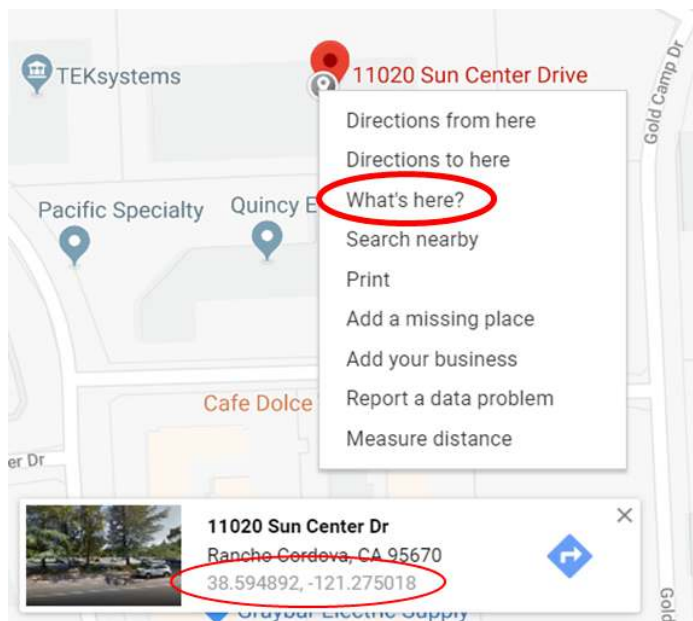 TEKsystems
11020 Sun Center Drive
Gold Camp Dr
Directions from here
Directions to here
Pacific Specialty
Quincy E
What's here?
Search nearby
Print
Add a missing place
Add your business
Cafe Dolce
Report a data problem
Measure distance
er Dr
11020 Sun Center Dr
Rancho Cordova, CA 95670
38.594892, -121.275018
Graybar Electric Supply
Gold